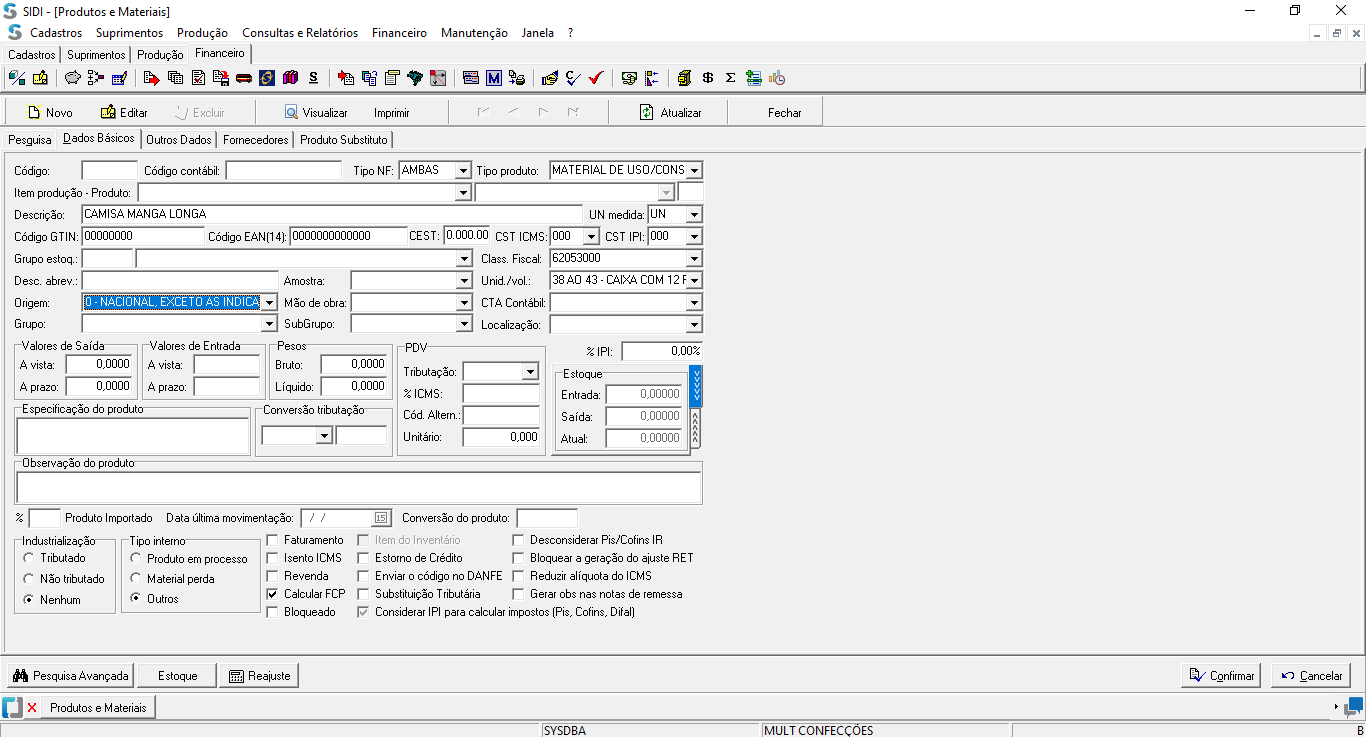 SIDI - [Produtos e Materiais]
Cadastros Suprimentos Produção Consultas e Relatórios Financeiro Manutenção Janela ?
Cadastros Suprimentos Produção Financeiro
Novo Editar Excluir Visualizar Imprimir Atualizar Fechar
Pesquisa Dados Básicos Outros Dados Fornecedores Produto Substituto
Código: Código contábil: Tipo NF: AMBAS Tipo produto: MATERIAL DE USO/CONS
Item produção - Produto:
Descrição: CAMISA MANGA LONGA UN medida: UN
Código GTIN: 00000000 Código EAN(14): 0000000000000 CEST: 0.000.00 CST ICMS: 000 CST IPI: 000
Grupo estoq.: Class. Fiscal: 62053000
Desc. abrev.: Amostra: Unid./vol.: 38 AO 43 - CAIXA COM 12 F
Origem: 0 - NACIONAL, EXCETO AS INDICA Mão de obra: CTA Contábil:
Grupo: SubGrupo: Localização:
Valores de Saída Valores de Entrada Pesos PDV % IPI: 0,00%
A vista: 0,0000 A vista: Bruto: 0,0000 Tributação: Estoque
A prazo: 0,0000 A prazo: Líquido: 0,0000 % ICMS: Entrada: 0,00000
Especificação do produto Conversão tributação Cód. Altern.: Saída: 0,00000
Unitário: 0,000 Atual: 0,00000
Observação do produto
% Produto Importado Data última movimentação: / / 15 Conversão do produto:
Industrialização Tipo interno Faturamento Item do Inventário Desconsiderar Pis/Cofins IR
Tributado Produto em processo Isento ICMS Estorno de Crédito Bloquear a geração do ajuste RET
Não tributado Material perda Revenda Enviar o código no DANFE Reduzir alíquota do ICMS
Nenhum Outros Calcular FCP Substituição Tributária Gerar obs nas notas de remessa
Bloqueado Considerar IPI para calcular impostos (Pis, Cofins, Difal)
Pesquisa Avançada Estoque Reajuste Confirmar Cancelar
Produtos e Materiais
SYSDBA MULT CONFECÇÕES B